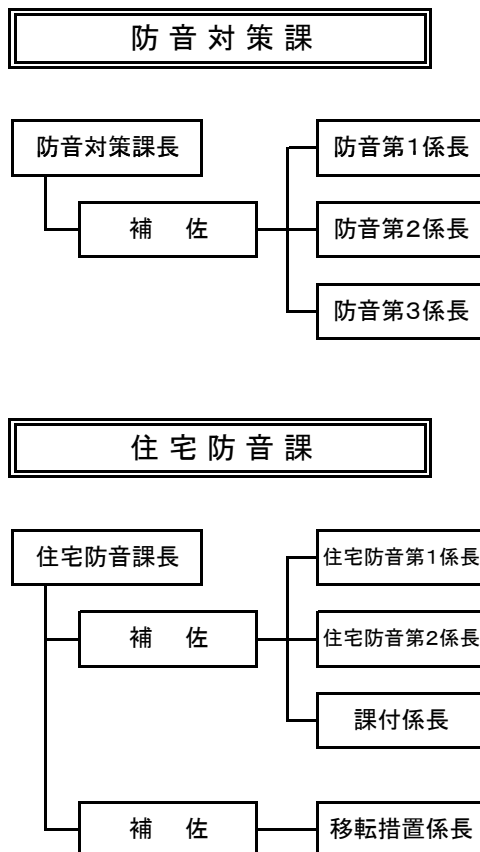 防音対策課
防音対策課長
防音第1係長
補　佐
防音第2係長
防音第3係長
住宅防音課
住宅防音課長
住宅防音第1係長
補　佐
住宅防音第2係長
課付係長
補　佐
移転措置係長